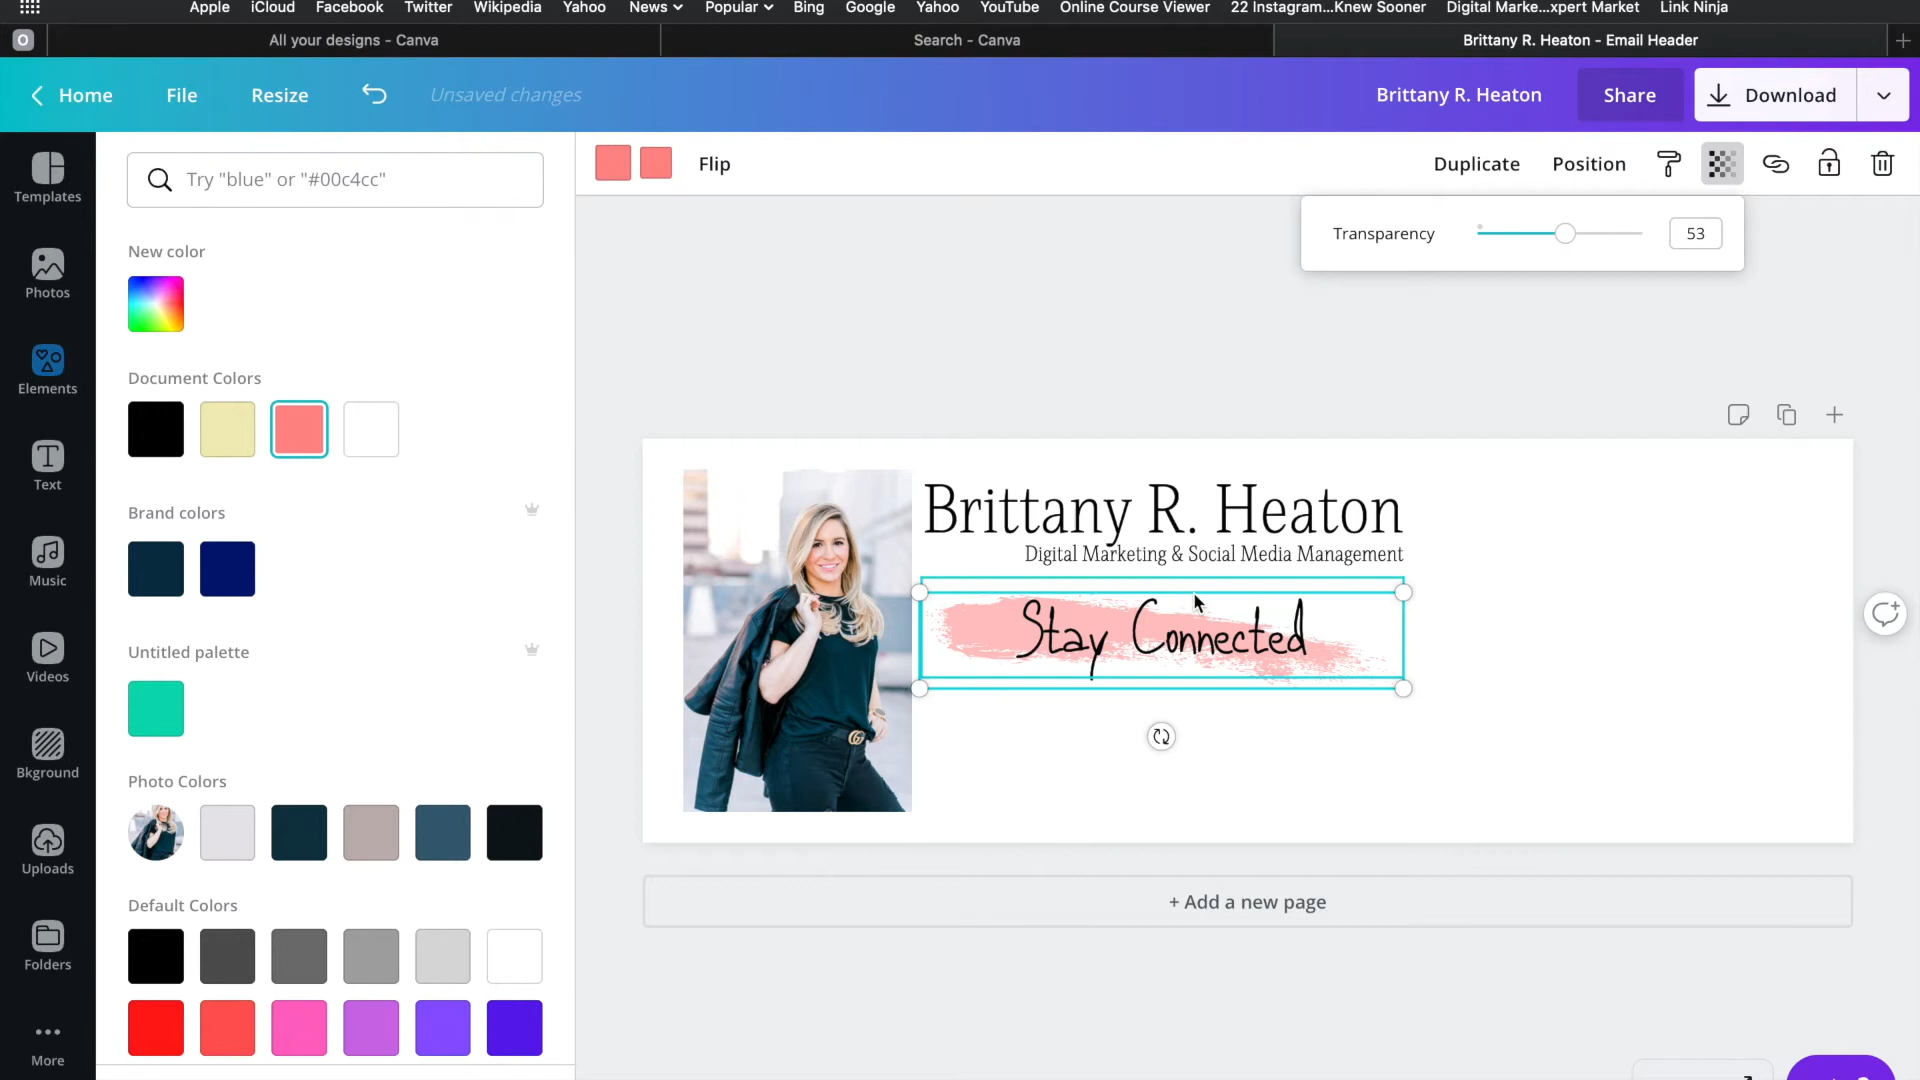 Apple iCloud Facebook Twitter Wikipedia Yahoo News Popular Bing Google Yahoo YouTube Online Course Viewer 22 Instagram...Knew Sooner Digital Marke...xpert Market Link Ninja
O All your designs - Canva Search - Canva Brittany R. Heaton - Email Header
Home File Resize Unsaved changes Brittany R. Heaton Share Download
Templates
Photos
Elements
Text
Music
Videos
Bkground
Uploads
Folders
More
Try "blue" or "#00c4cc"
New color
Document Colors
Brand colors
Untitled palette
Photo Colors
Default Colors
Flip Duplicate Position
Transparency 53
Brittany R. Heaton
Digital Marketing & Social Media Management
Stay Connected
+ Add a new page